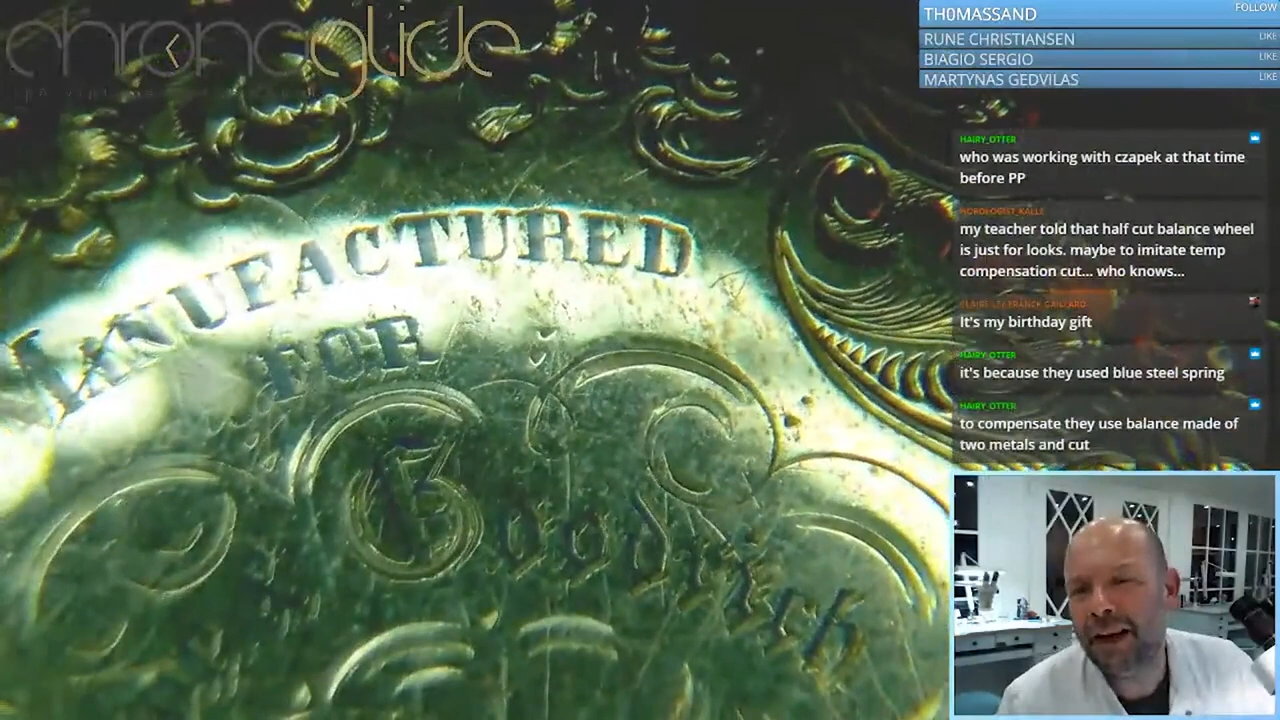 chronoglide
TH0MASSAND
FOLLOW
RUNE CHRISTIANSEN
LIKE
BIAGIO SERGIO
LIKE
MARTYNAS GEDVILAS
LIKE
HAIRY_OTTER
who was working with czapek at that time
before PP
HOROLOGIST_KALLE
my teacher told that half cut balance wheel
is just for looks. maybe to imitate temp
compensation cut... who knows...
It's my birthday gift
HAIRY_OTTER
it's because they used blue steel spring
HAIRY_OTTER
to compensate they use balance made of
two metals and cut
MANUFACTURED
FOR
Goodrich